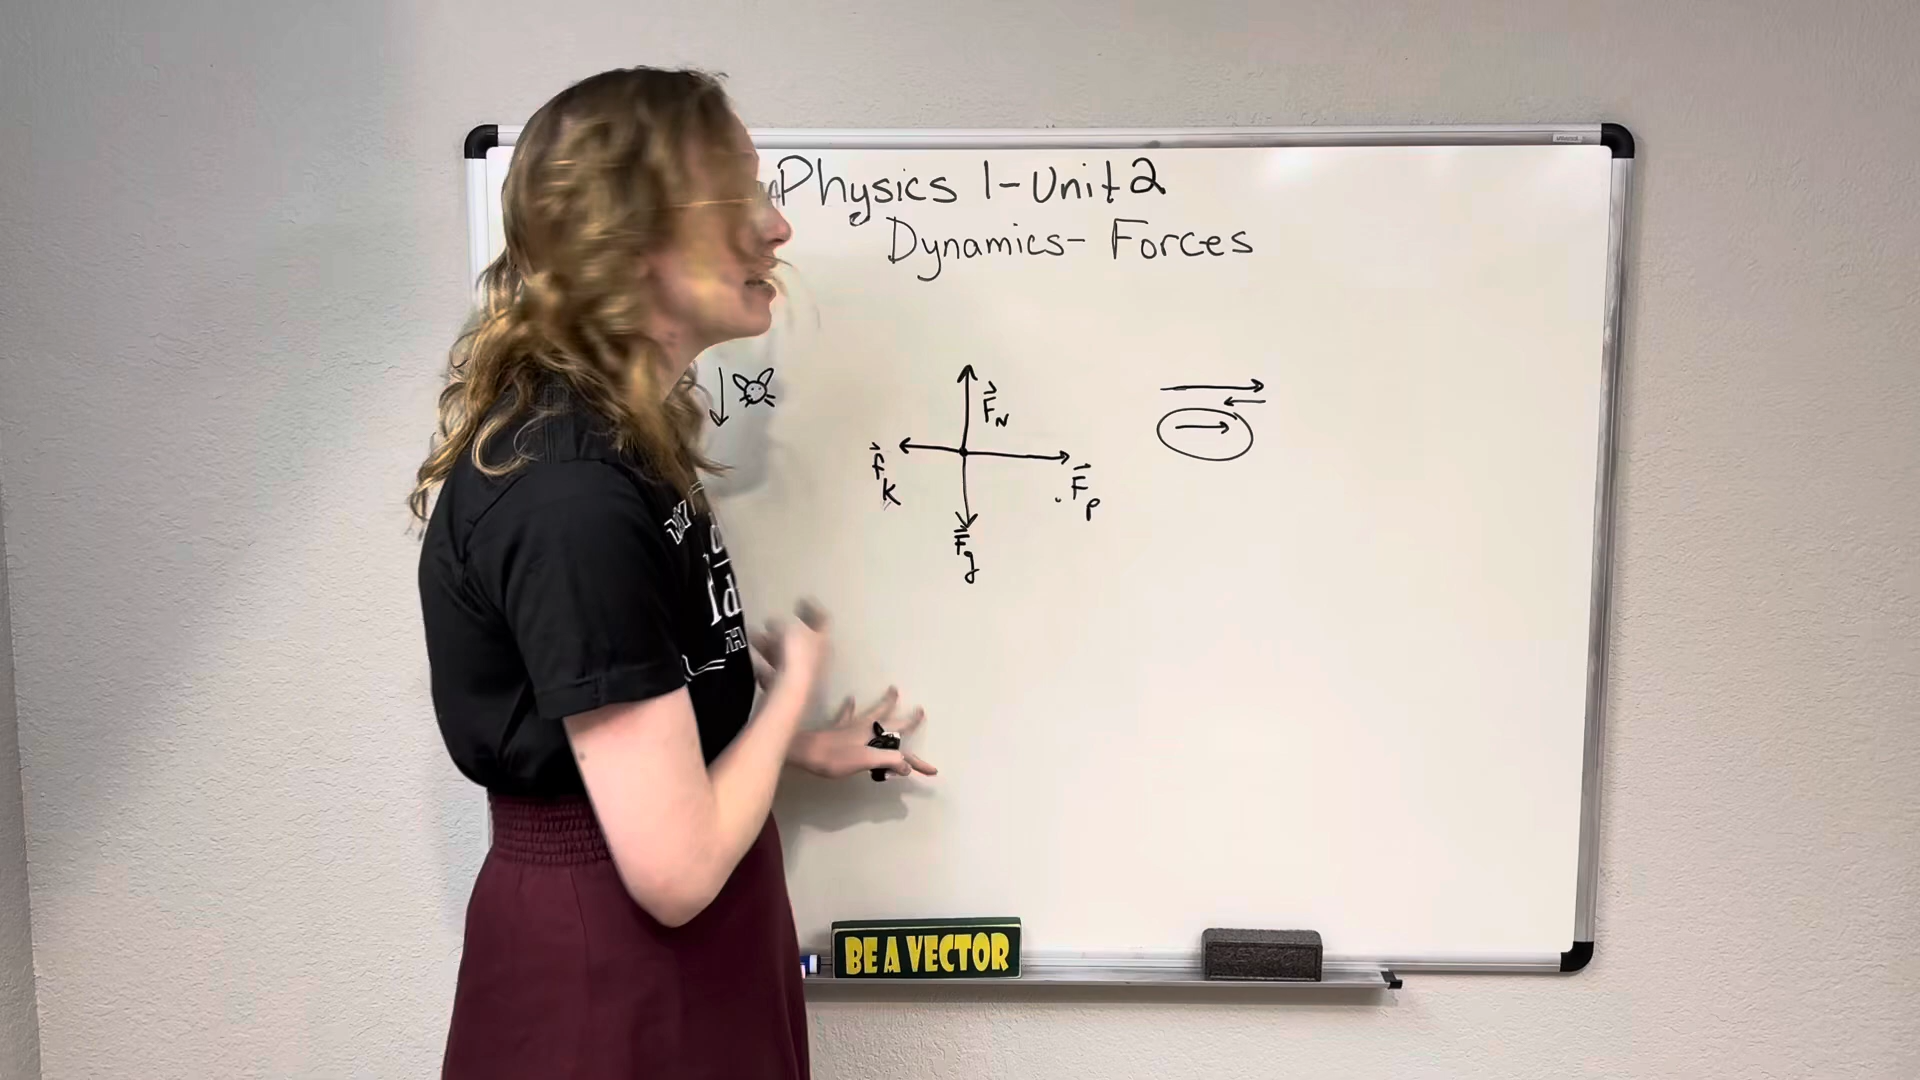 Physics 1-Unit 2
Dynamics- Forces
F⃗N
f⃗k
F⃗p
F⃗g
BE A VECTOR